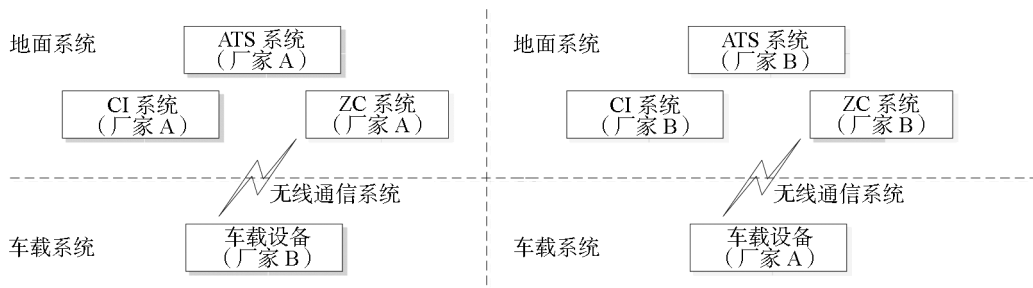 地面系统
ATS 系统
（厂家 A）
CI 系统
（厂家 A）
ZC 系统
（厂家 A）
无线通信系统
车载系统
车载设备
（厂家 B）
地面系统
ATS 系统
（厂家 B）
CI 系统
（厂家 B）
ZC 系统
（厂家 B）
无线通信系统
车载系统
车载设备
（厂家 A）